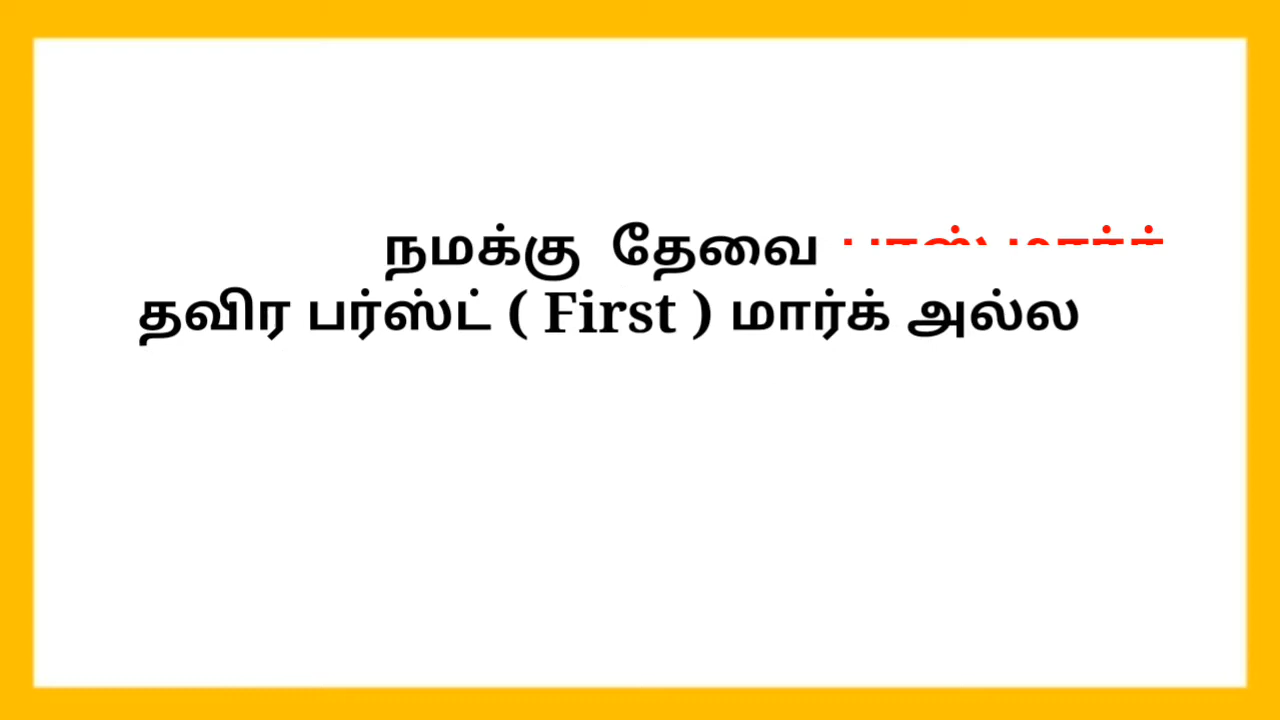 நமக்கு தேவை
தவிர பர்ஸ்ட் ( First ) மார்க் அல்ல